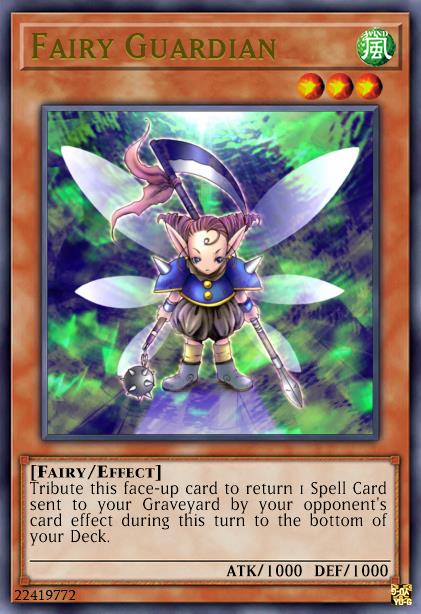 FAIRY GUARDIAN
WIND
風
[FAIRY/EFFECT]
Tribute this face-up card to return 1 Spell Card
sent to your Graveyard by your opponent's
card effect during this turn to the bottom of
your Deck.
ATK/1000 DEF/1000
22419772